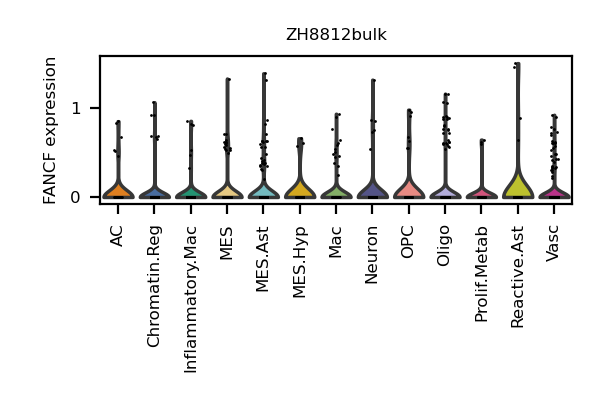 ZH8812bulk
FANCF expression
1
0
AC
Chromatin.Reg
Inflammatory.Mac
MES
MES.Ast
MES.Hyp
Mac
Neuron
OPC
Oligo
Prolif.Metab
Reactive.Ast
Vasc